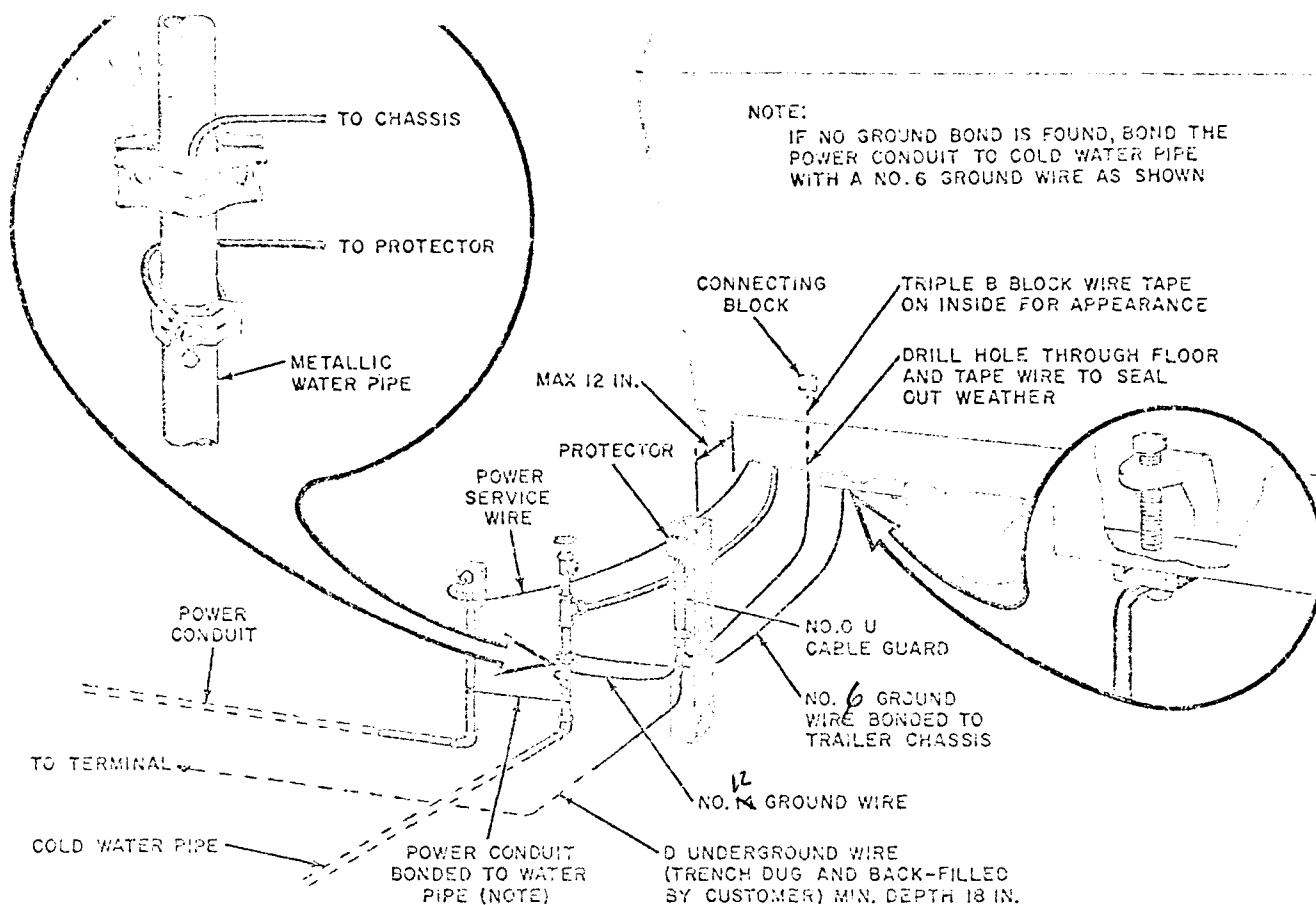 TO CHASSIS
TO PROTECTOR
METALLIC
WATER PIPE
NOTE:
IF NO GROUND BOND IS FOUND, BOND THE
POWER CONDUIT TO COLD WATER PIPE
WITH A NO. 6 GROUND WIRE AS SHOWN
CONNECTING
BLOCK
TRIPLE B BLOCK WIRE TAPE
ON INSIDE FOR APPEARANCE
DRILL HOLE THROUGH FLOOR
AND TAPE WIRE TO SEAL
OUT WEATHER
MAX 12 IN.
PROTECTOR
POWER
SERVICE
WIRE
POWER
CONDUIT
NO.0 U
CABLE GUARD
NO. 6 GROUND
WIRE BONDED TO
TRAILER CHASSIS
TO TERMINAL
NO. 12 GROUND WIRE
COLD WATER PIPE
POWER CONDUIT
BONDED TO WATER
PIPE (NOTE)
D UNDERGROUND WIRE
(TRENCH DUG AND BACK-FILLED
BY CUSTOMER) MIN. DEPTH 18 IN.